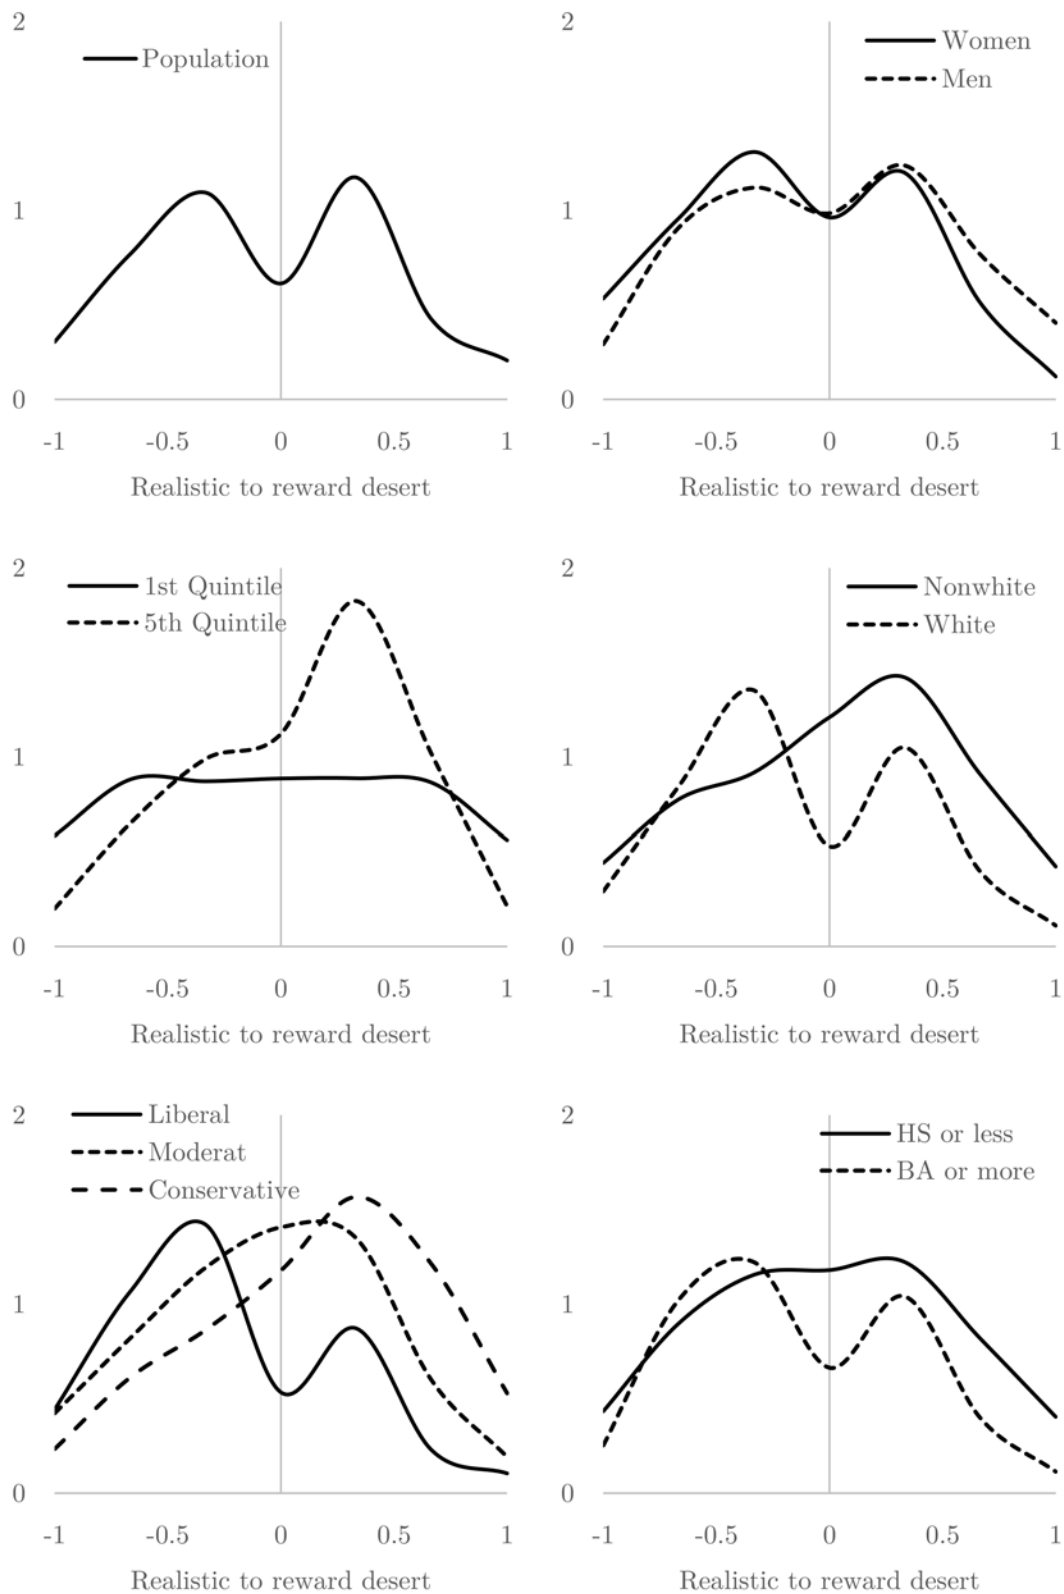 2
Population
1
0
-1 -0.5 0 0.5 1
Realistic to reward desert
2
Women
Men
1
0
-1 -0.5 0 0.5 1
Realistic to reward desert
2
1st Quintile
5th Quintile
1
0
-1 -0.5 0 0.5 1
Realistic to reward desert
2
Nonwhite
White
1
0
-1 -0.5 0 0.5 1
Realistic to reward desert
2
Liberal
Moderat
Conservative
1
0
-1 -0.5 0 0.5 1
Realistic to reward desert
2
HS or less
BA or more
1
0
-1 -0.5 0 0.5 1
Realistic to reward desert